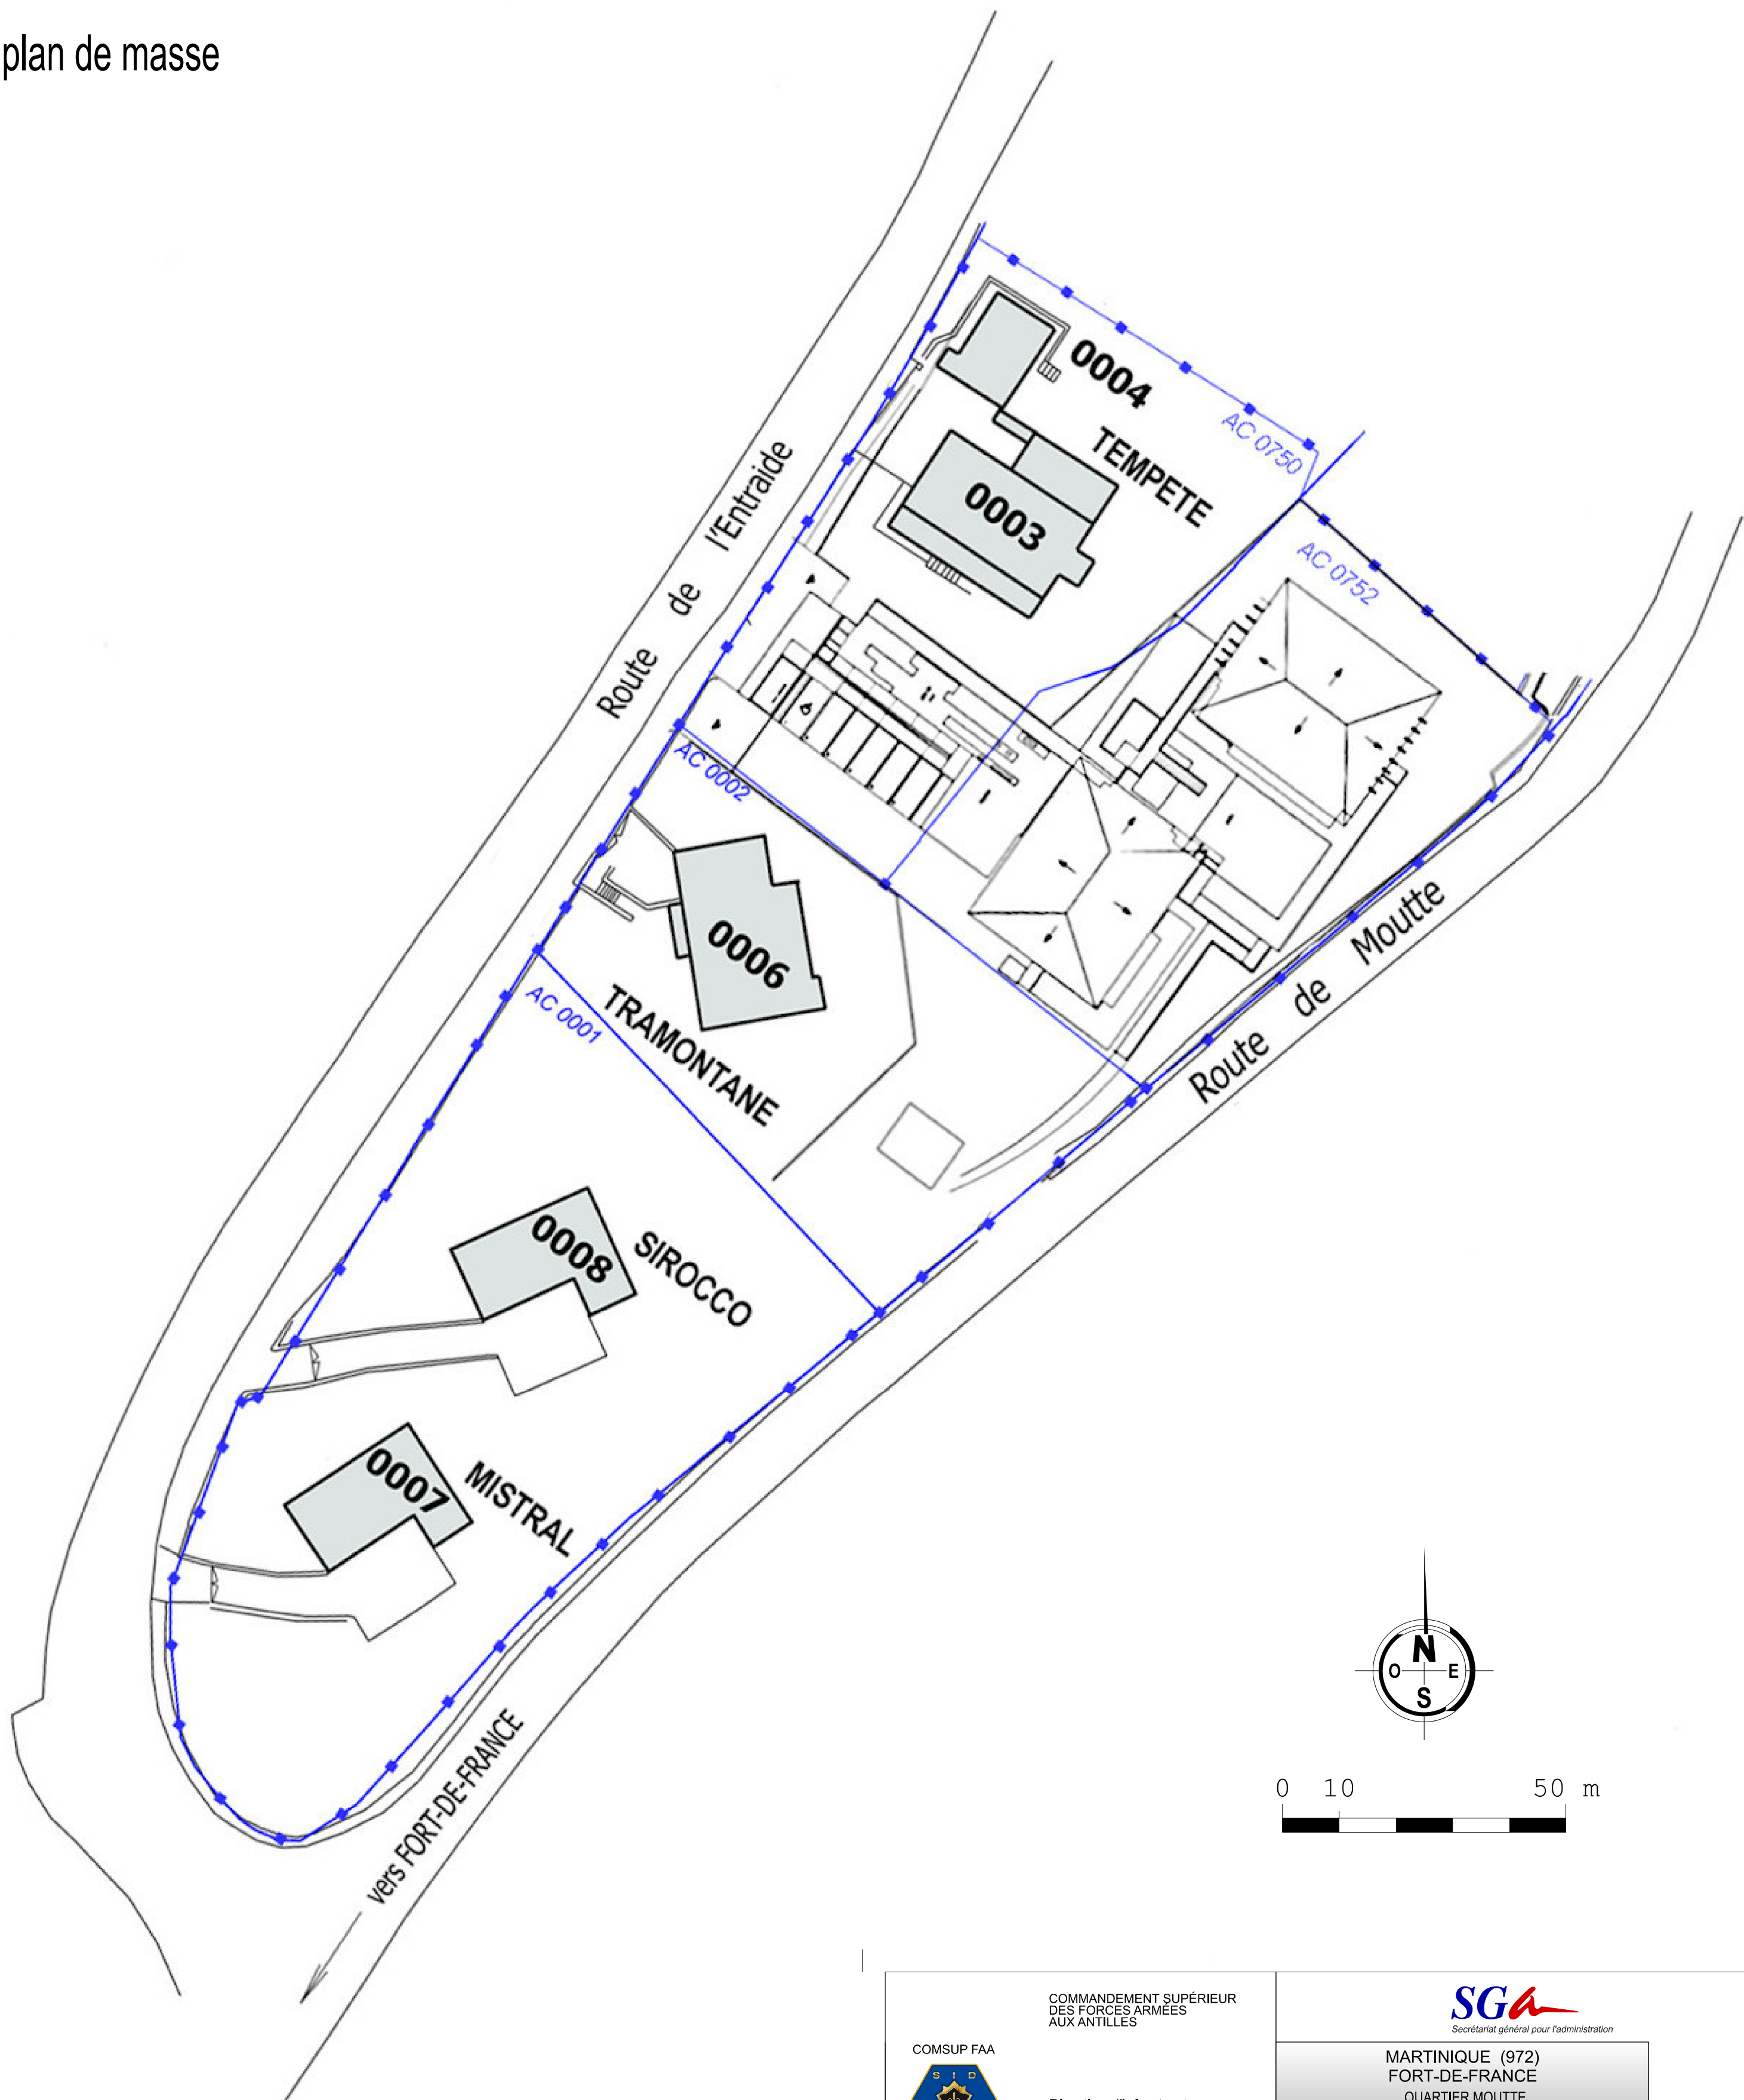 plan de masse
Route de l'Entraide
0004
AC 0750
TEMPETE
0003
AC 0752
AC 0002
0006
AC 0001
TRAMONTANE
Route de Moutte
0008
SIROCCO
0007
MISTRAL
vers FORT-DE-FRANCE
N
O E
S
0 10 50 m
COMMANDEMENT SUPÉRIEUR
DES FORCES ARMÉES
AUX ANTILLES
COMSUP FAA
SID
SGa
Secrétariat général pour l'administration
MARTINIQUE (972)
FORT-DE-FRANCE
QUARTIER MOUTTE